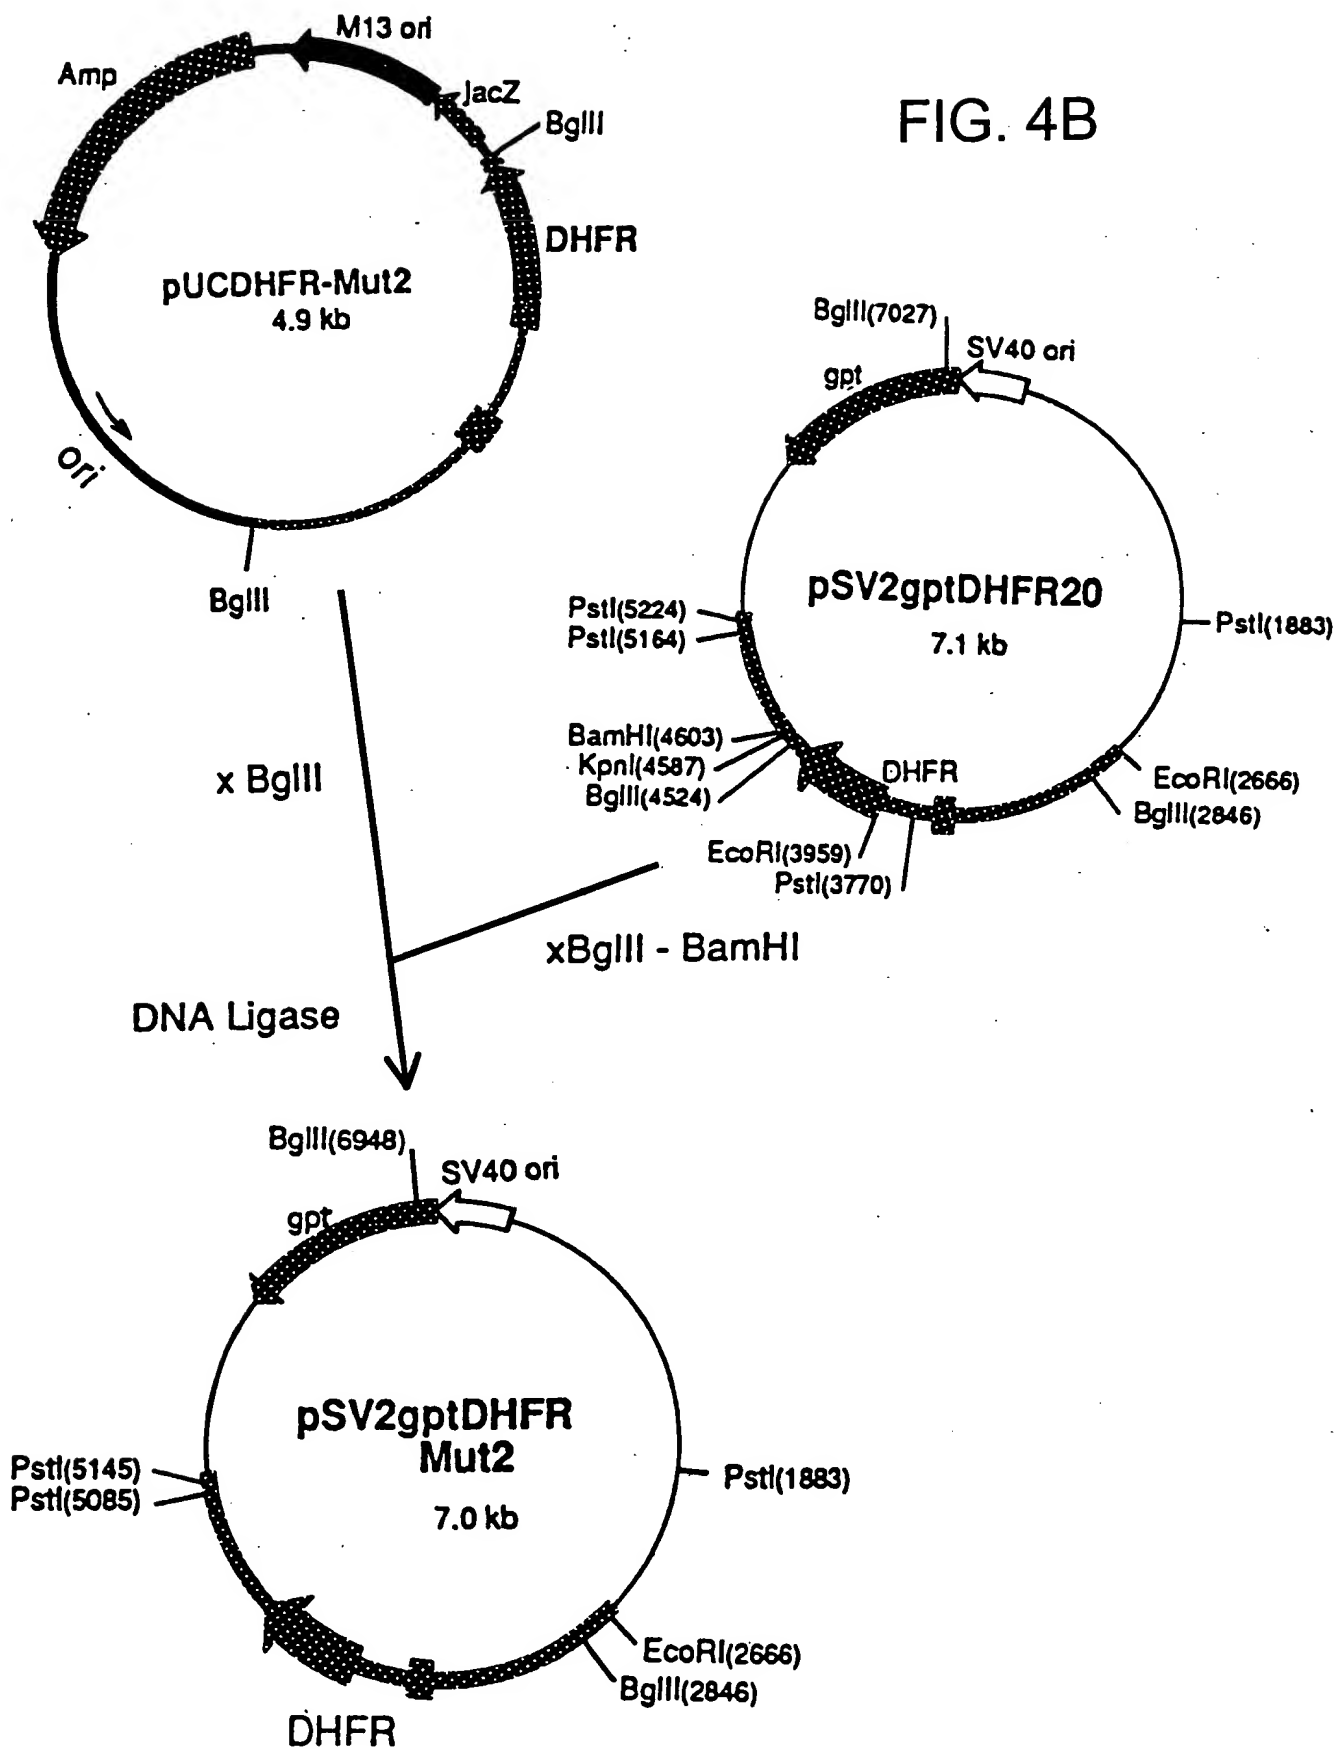 FIG. 4B
M13 ori
Amp
lacZ
BglII
DHFR
pUCDHFR-Mut2
4.9 kb
ori
BglII
BglII(7027)
SV40 ori
gpt
pSV2gptDHFR20
7.1 kb
PstI(5224)
PstI(5164)
PstI(1883)
BamHI(4603)
KpnI(4587)
BglII(4524)
DHFR
EcoRI(2666)
BglII(2846)
EcoRI(3959)
PstI(3770)
x BglII
xBglII - BamHI
DNA Ligase
BglII(6948)
SV40 ori
gpt
pSV2gptDHFR
Mut2
7.0 kb
PstI(5145)
PstI(5085)
PstI(1883)
EcoRI(2666)
BglII(2846)
DHFR